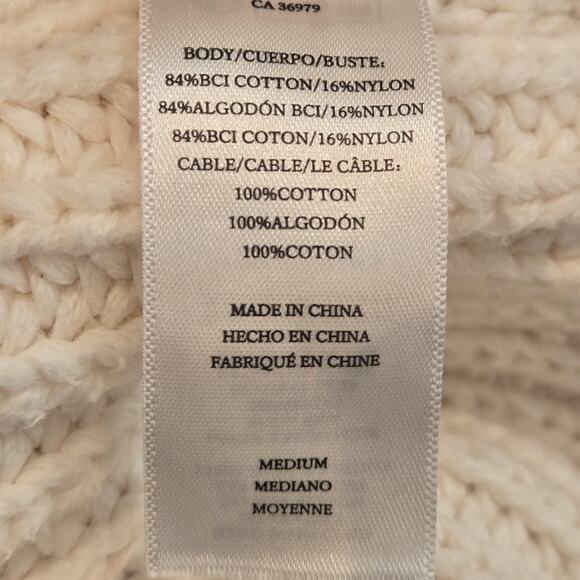 CA 36979
BODY/CUERPO/BUSTE:
84%BCI COTTON/16%NYLON
84%ALGODÓN BCI/16%NYLON
84%BCI COTON/16%NYLON
CABLE/CABLE/LE CÂBLE:
100%COTTON
100%ALGODÓN
100%COTON
MADE IN CHINA
HECHO EN CHINA
FABRIQUÉ EN CHINE
MEDIUM
MEDIANO
MOYENNE